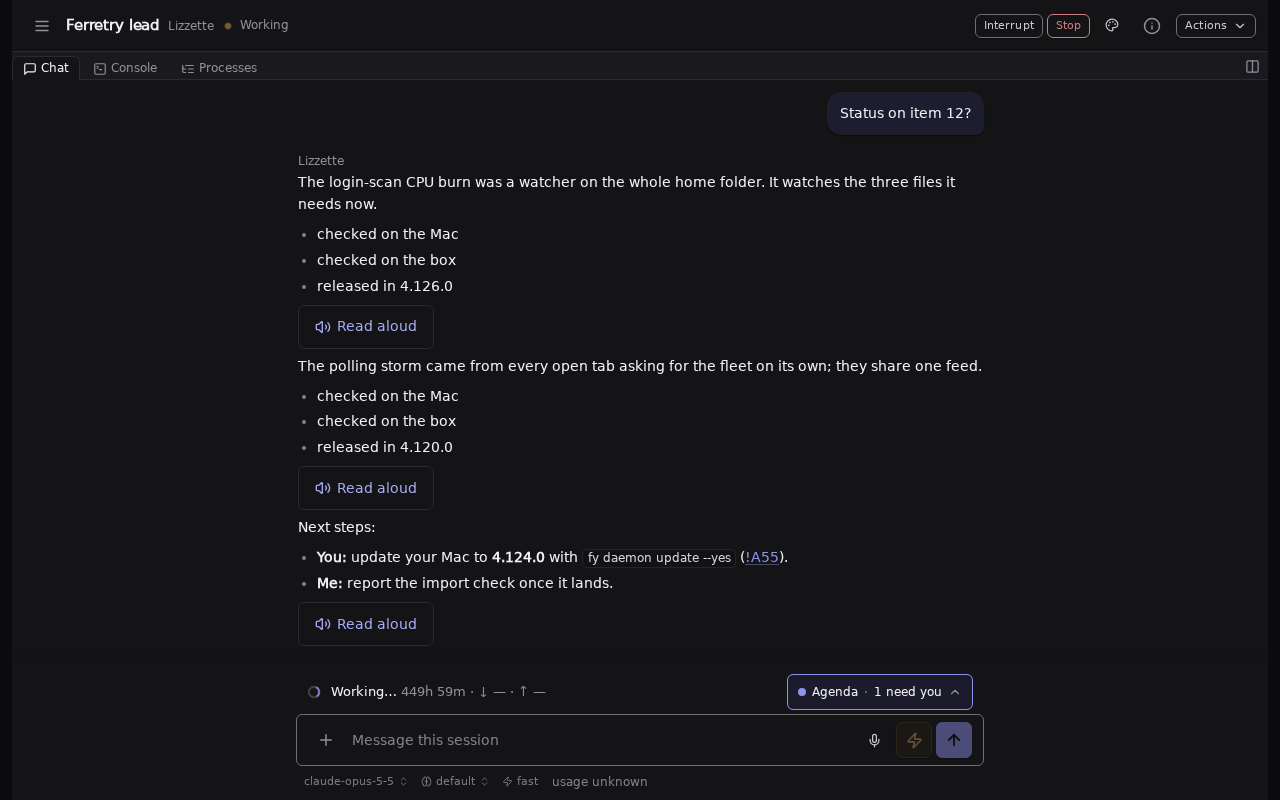 Ferretry lead Lizzette Working Interrupt Stop Actions
Chat Console Processes
Status on item 12?
Lizzette
The login-scan CPU burn was a watcher on the whole home folder. It watches the three files it
needs now.
• checked on the Mac
• checked on the box
• released in 4.126.0
Read aloud
The polling storm came from every open tab asking for the fleet on its own; they share one feed.
• checked on the Mac
• checked on the box
• released in 4.120.0
Read aloud
Next steps:
• You: update your Mac to 4.124.0 with fy daemon update --yes (!A55).
• Me: report the import check once it lands.
Read aloud
Working... 449h 59m · ↓ — · ↑ — Agenda · 1 need you
Message this session
claude-opus-5-5 default fast usage unknown